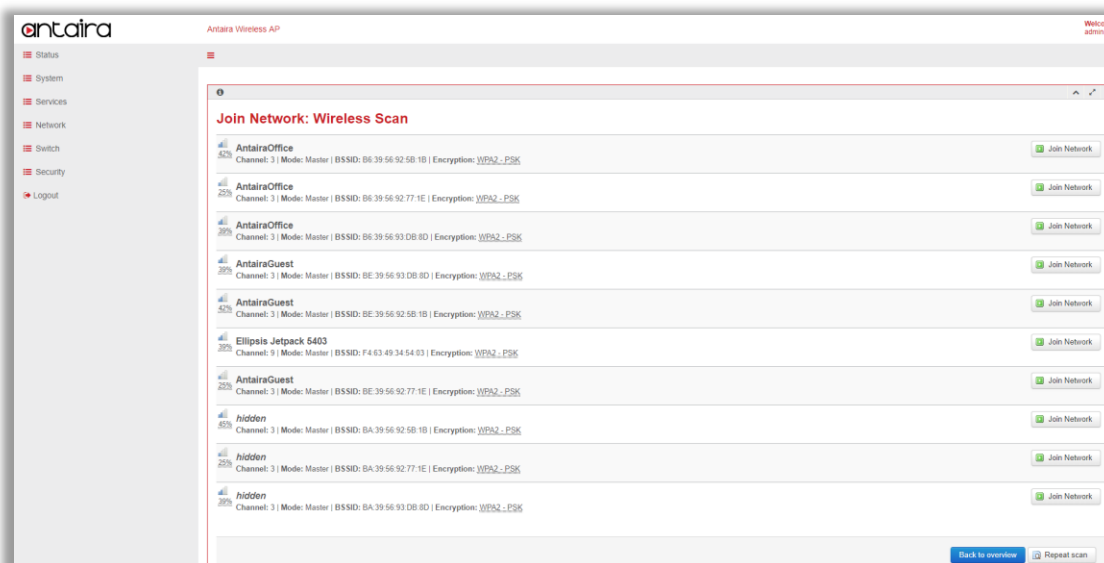 antaira
Antaira Wireless AP
Welco
admin
Status
System
Services
Network
Switch
Security
Logout
Join Network: Wireless Scan
42% AntairaOffice
Channel: 3 | Mode: Master | BSSID: B6:39:56:92:5B:1B | Encryption: WPA2 - PSK
Join Network
25% AntairaOffice
Channel: 3 | Mode: Master | BSSID: B6:39:56:92:77:1E | Encryption: WPA2 - PSK
Join Network
39% AntairaOffice
Channel: 3 | Mode: Master | BSSID: B6:39:56:93:DB:8D | Encryption: WPA2 - PSK
Join Network
39% AntairaGuest
Channel: 3 | Mode: Master | BSSID: BE:39:56:93:DB:8D | Encryption: WPA2 - PSK
Join Network
42% AntairaGuest
Channel: 3 | Mode: Master | BSSID: BE:39:56:92:5B:1B | Encryption: WPA2 - PSK
Join Network
39% Ellipsis Jetpack 5403
Channel: 9 | Mode: Master | BSSID: F4:63:49:34:54:03 | Encryption: WPA2 - PSK
Join Network
25% AntairaGuest
Channel: 3 | Mode: Master | BSSID: BE:39:56:92:77:1E | Encryption: WPA2 - PSK
Join Network
45% hidden
Channel: 3 | Mode: Master | BSSID: BA:39:56:92:5B:1B | Encryption: WPA2 - PSK
Join Network
25% hidden
Channel: 3 | Mode: Master | BSSID: BA:39:56:92:77:1E | Encryption: WPA2 - PSK
Join Network
39% hidden
Channel: 3 | Mode: Master | BSSID: BA:39:56:93:DB:8D | Encryption: WPA2 - PSK
Join Network
Back to overview
Repeat scan